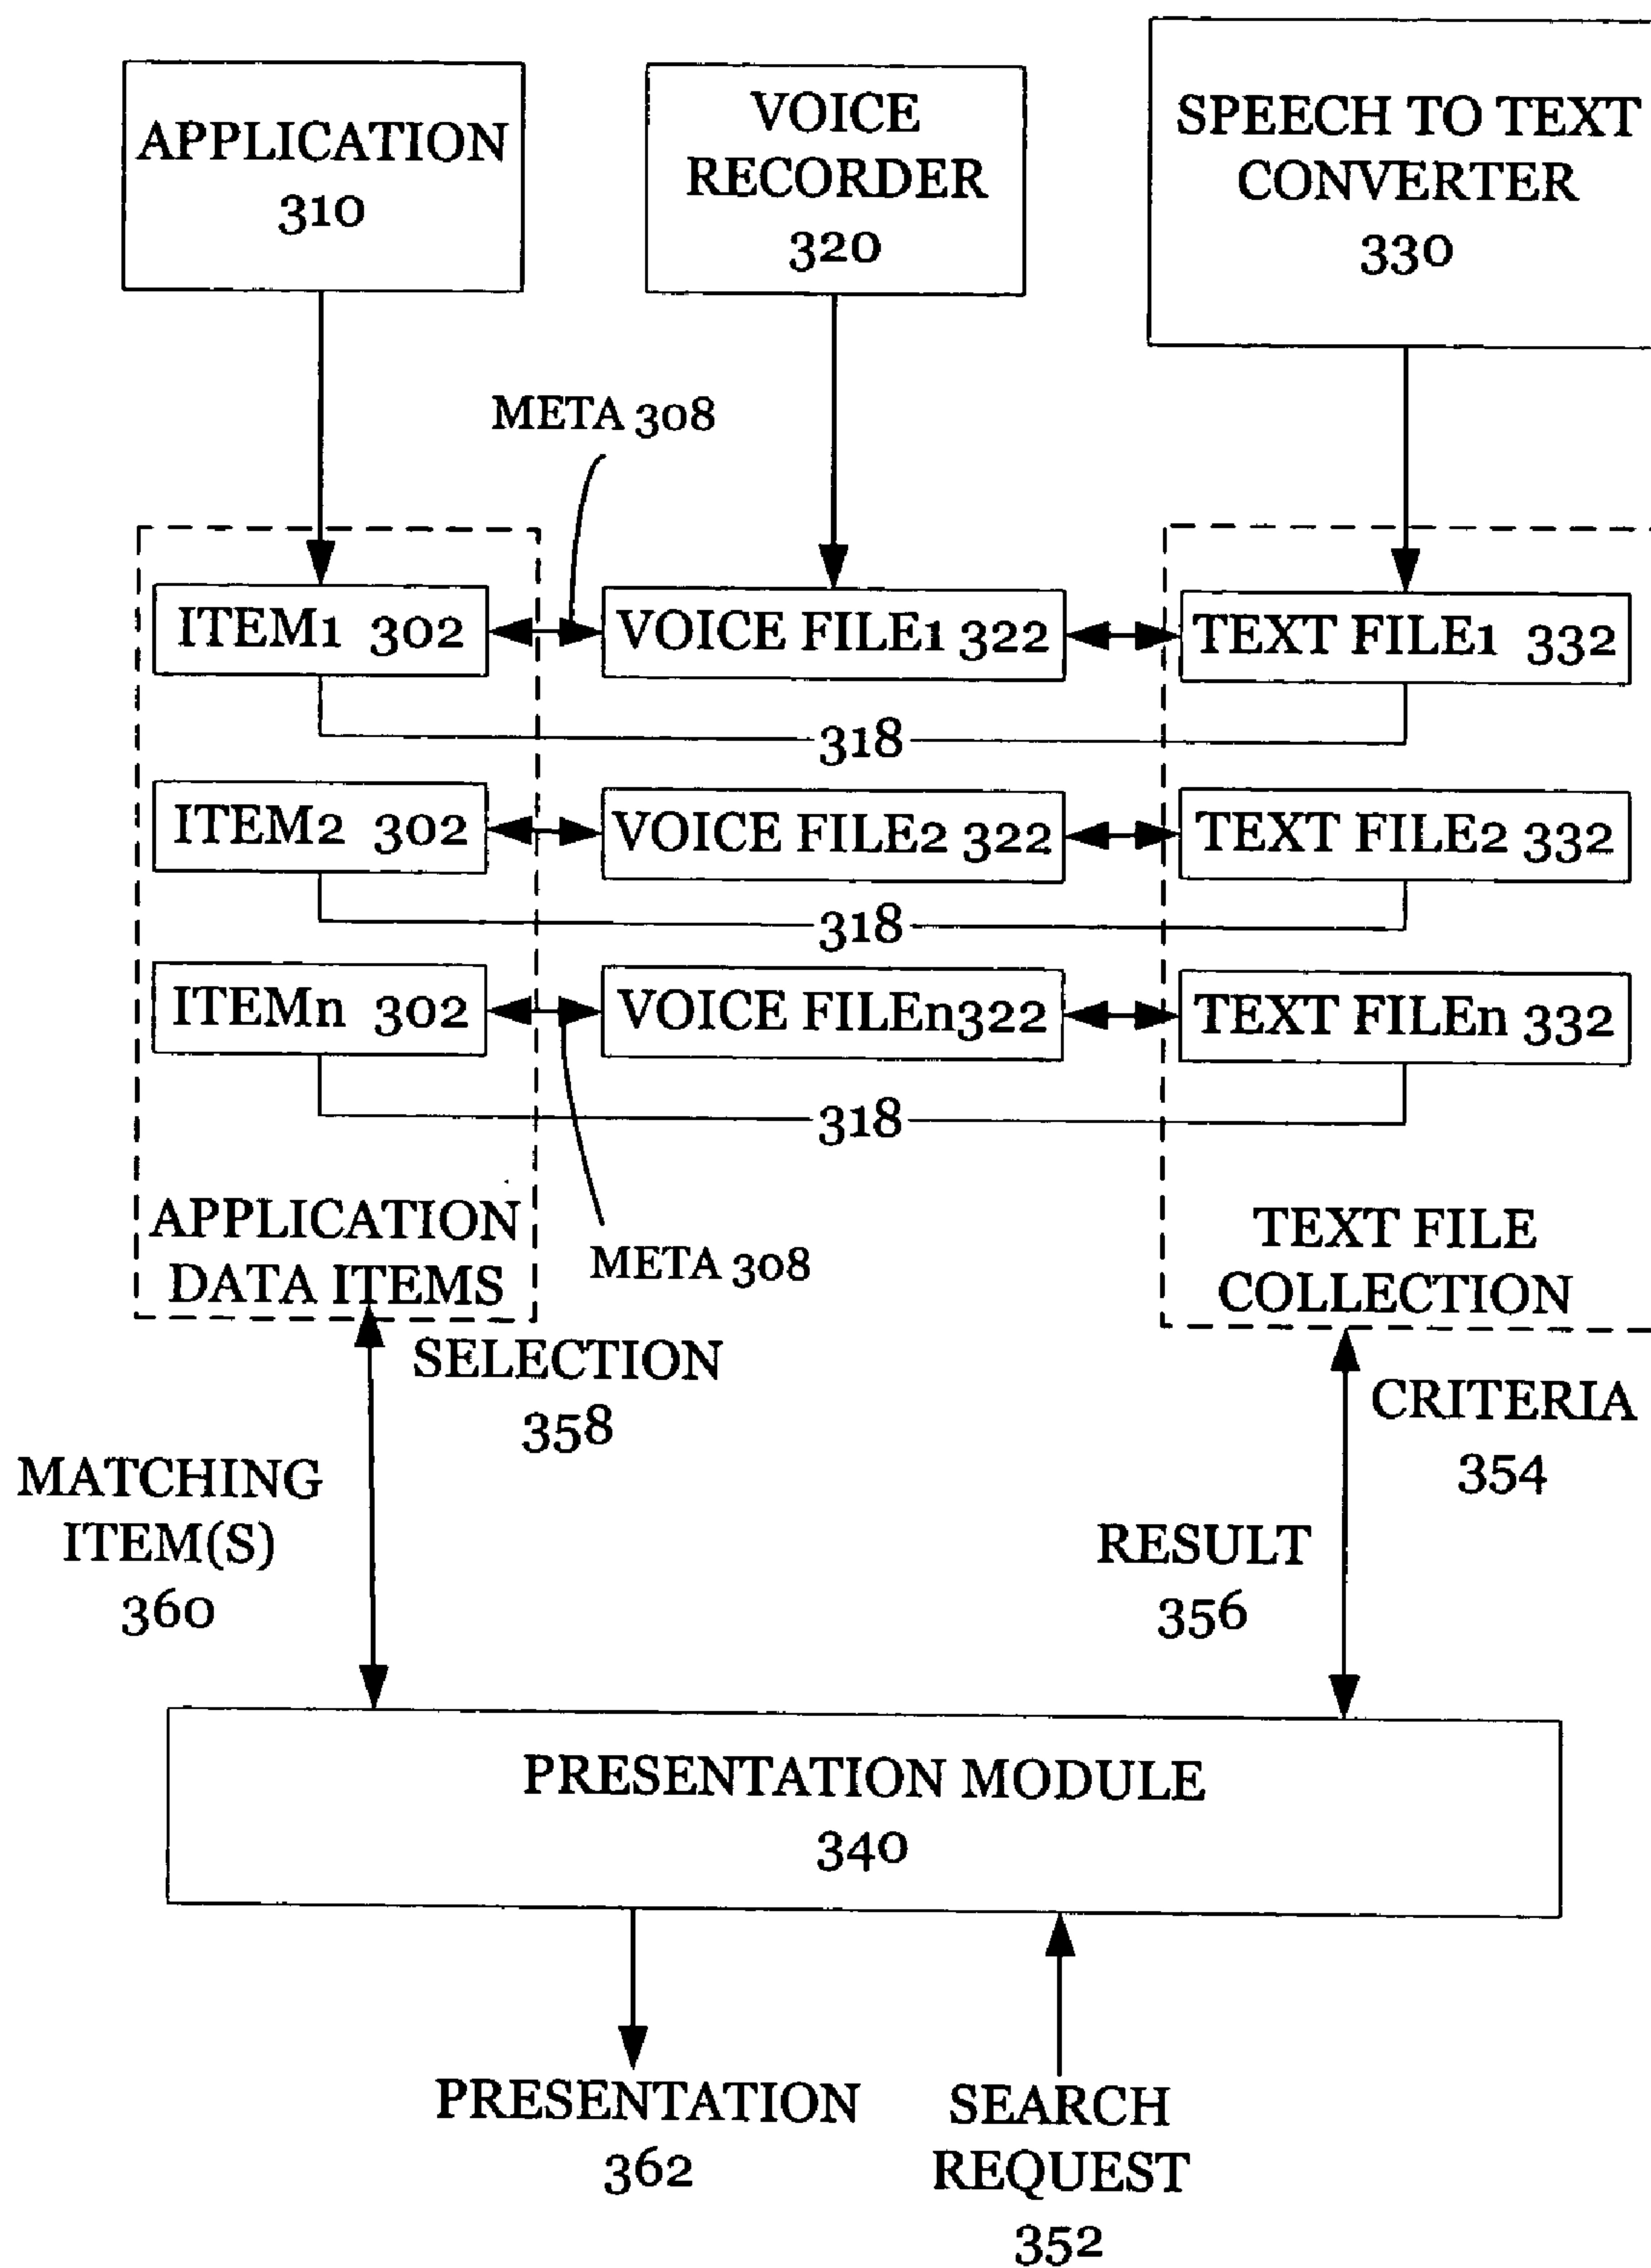 APPLICATION
310
VOICE
RECORDER
320
SPEECH TO TEXT
CONVERTER
330
META 308
ITEM1 302
VOICE FILE1 322
TEXT FILE1 332
318
ITEM2 302
VOICE FILE2 322
TEXT FILE2 332
318
ITEMn 302
VOICE FILEn322
TEXT FILEn 332
318
APPLICATION
DATA ITEMS
META 308
TEXT FILE
COLLECTION
SELECTION
358
CRITERIA
354
MATCHING
ITEM(S)
360
RESULT
356
PRESENTATION MODULE
340
PRESENTATION
362
SEARCH
REQUEST
352